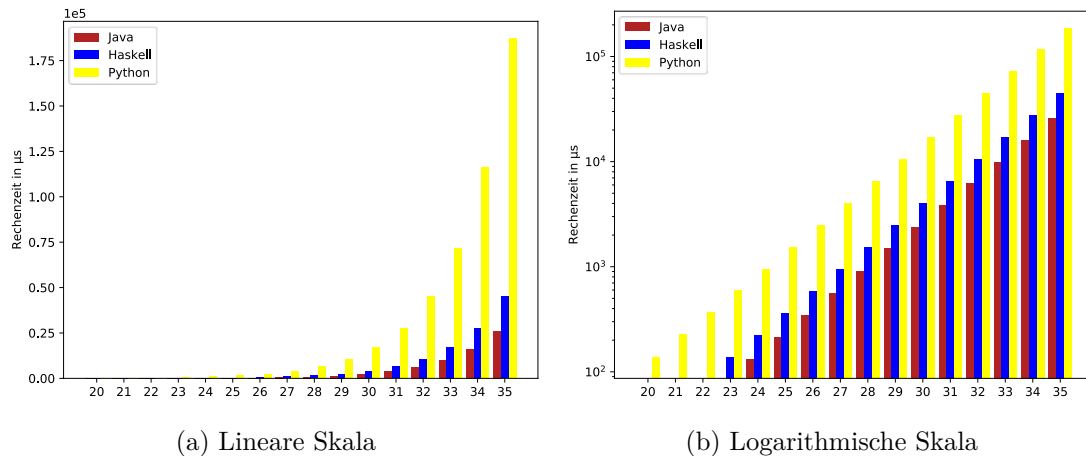 1e5
Java
Haskell
Python
Rechenzeit in µs
1.75
1.50
1.25
1.00
0.75
0.50
0.25
0.00
20 21 22 23 24 25 26 27 28 29 30 31 32 33 34 35
(a) Lineare Skala
Java
Haskell
Python
Rechenzeit in µs
10⁵
10⁴
10³
10²
20 21 22 23 24 25 26 27 28 29 30 31 32 33 34 35
(b) Logarithmische Skala